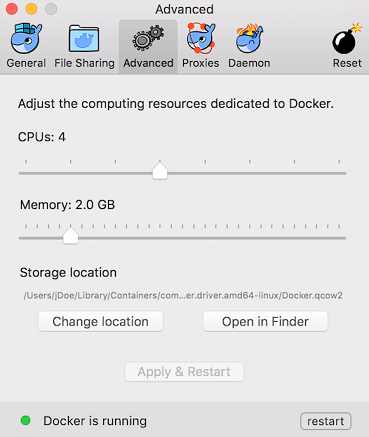 Advanced
General
File Sharing
Advanced
Proxies
Daemon
Reset
Adjust the computing resources dedicated to Docker.
CPUs: 4
Memory: 2.0 GB
Storage location
/Users/jDoe/Library/Containers/com...er.driver.amd64-linux/Docker.qcow2
Change location
Open in Finder
Apply & Restart
Docker is running
restart